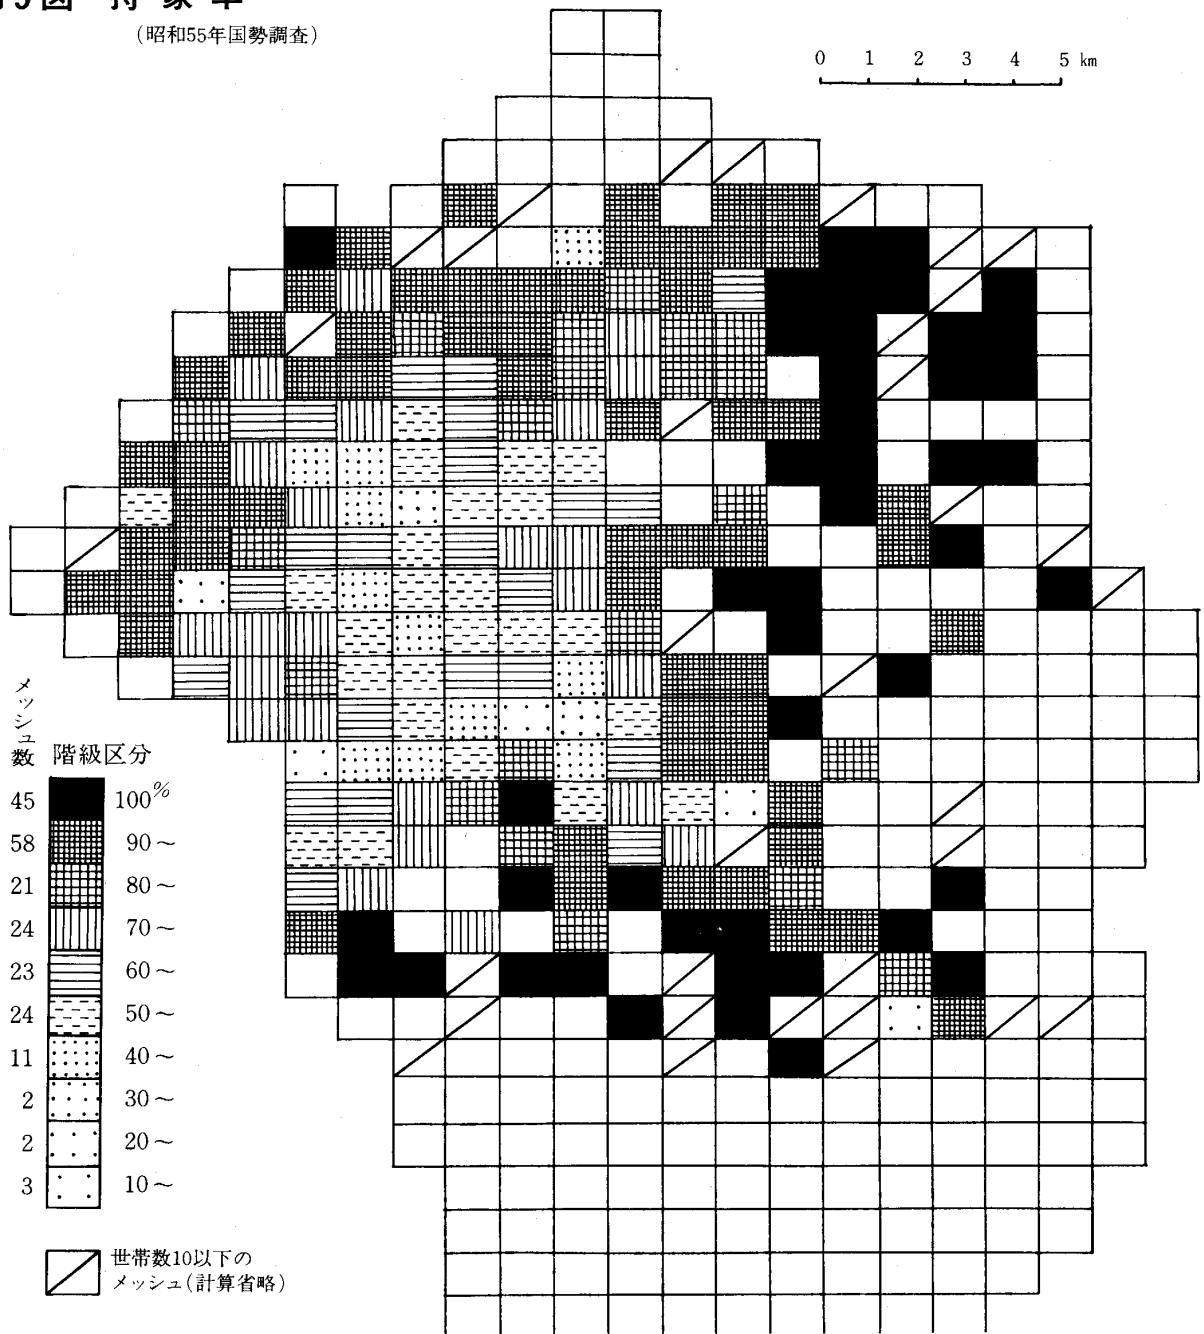 図 持家率
(昭和55年国勢調査)
0 1 2 3 4 5 km
メッシュ数 階級区分
45 100%
58 90~
21 80~
24 70~
23 60~
24 50~
11 40~
2 30~
2 20~
3 10~
世帯数10以下の
メッシュ(計算省略)